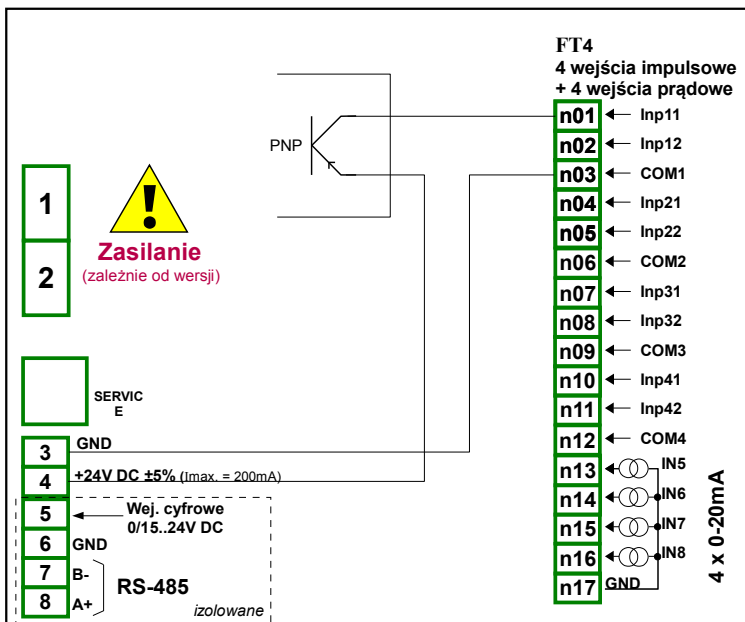 FT4
4 wejścia impulsowe
+ 4 wejścia prądowe
PNP
n01 Inp11
n02 Inp12
n03 COM1
n04 Inp21
n05 Inp22
n06 COM2
n07 Inp31
n08 Inp32
n09 COM3
n10 Inp41
n11 Inp42
n12 COM4
n13 IN5
n14 IN6
n15 IN7
n16 IN8
n17 GND
4 x 0-20mA
1
2
!
Zasilanie
(zależnie od wersji)
SERVIC
E
3 GND
4 +24V DC ±5% (Imax. = 200mA)
5 Wej. cyfrowe
0/15..24V DC
6 GND
7 B-
8 A+
RS-485
izolowane